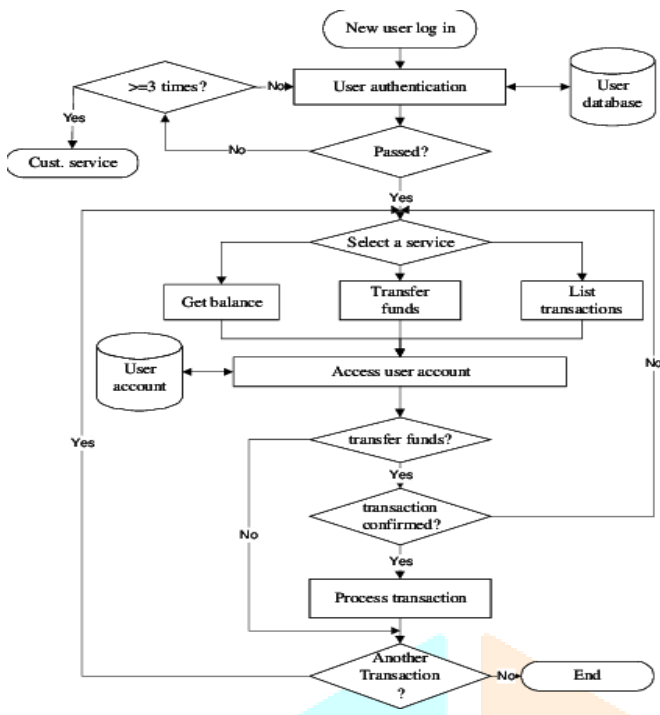 New user log in
>=3 times?
No
User authentication
User
database
Yes
Cust. service
No
Passed?
Yes
Select a service
Get balance
Transfer
funds
List
transactions
No
User
account
Access user account
Yes
transfer funds?
Yes
transaction
confirmed?
No
Yes
Process transaction
Another
Transaction
?
No
End